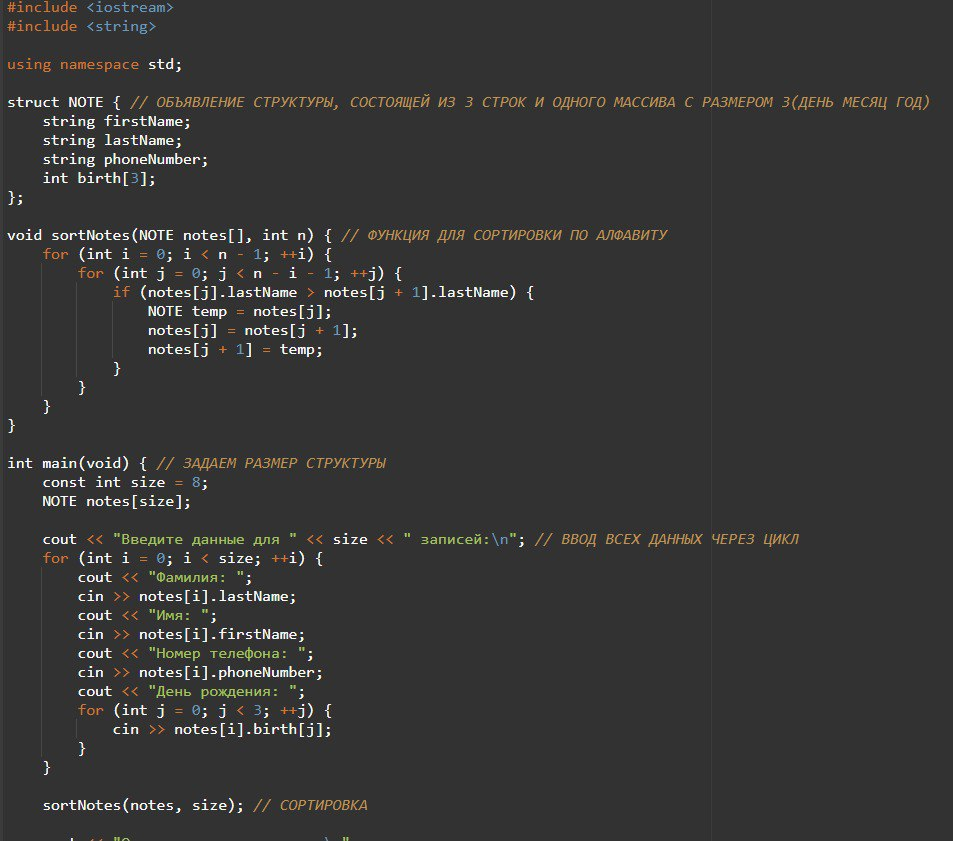 #include <iostream>
#include <string>

using namespace std;

struct NOTE { // ОБЪЯВЛЕНИЕ СТРУКТУРЫ, СОСТОЯЩЕЙ ИЗ 3 СТРОК И ОДНОГО МАССИВА С РАЗМЕРОМ 3(ДЕНЬ МЕСЯЦ ГОД)
    string firstName;
    string lastName;
    string phoneNumber;
    int birth[3];
};

void sortNotes(NOTE notes[], int n) { // ФУНКЦИЯ ДЛЯ СОРТИРОВКИ ПО АЛФАВИТУ
    for (int i = 0; i < n - 1; ++i) {
        for (int j = 0; j < n - i - 1; ++j) {
            if (notes[j].lastName > notes[j + 1].lastName) {
                NOTE temp = notes[j];
                notes[j] = notes[j + 1];
                notes[j + 1] = temp;
            }
        }
    }
}

int main(void) { // ЗАДАЕМ РАЗМЕР СТРУКТУРЫ
    const int size = 8;
    NOTE notes[size];

    cout << "Введите данные для " << size << " записей:\n"; // ВВОД ВСЕХ ДАННЫХ ЧЕРЕЗ ЦИКЛ
    for (int i = 0; i < size; ++i) {
        cout << "Фамилия: ";
        cin >> notes[i].lastName;
        cout << "Имя: ";
        cin >> notes[i].firstName;
        cout << "Номер телефона: ";
        cin >> notes[i].phoneNumber;
        cout << "День рождения: ";
        for (int j = 0; j < 3; ++j) {
            cin >> notes[i].birth[j];
        }
    }

    sortNotes(notes, size); // СОРТИРОВКА